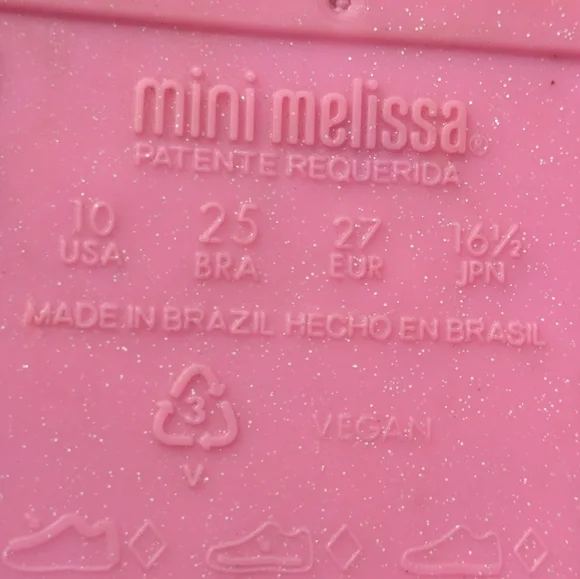 mini melissa®
PATENTE REQUERIDA
10 25 27 16½
USA BRA EUR JPN
MADE IN BRAZIL HECHO EN BRASIL
3 VEGAN
V